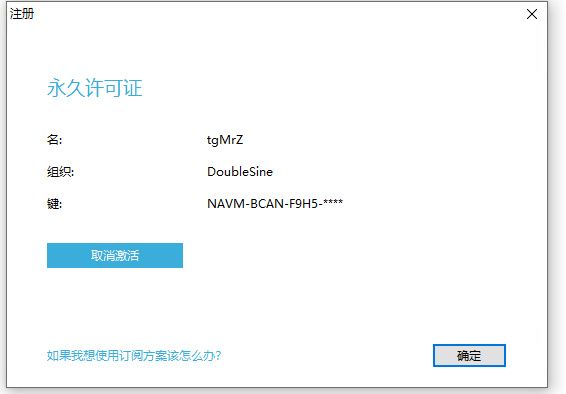 注册
永久许可证
名: tgMrZ
组织: DoubleSine
键: NAVM-BCAN-F9H5-****
取消激活
如果我想使用订阅方案该怎么办?
确定